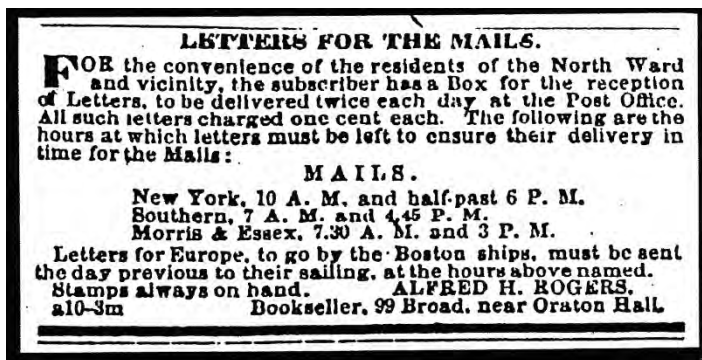 LETTERS FOR THE MAILS.
FOR the convenience of the residents of the North Ward
and vicinity, the subscriber has a Box for the reception
of Letters, to be delivered twice each day at the Post Office.
All such letters charged one cent each. The following are the
hours at which letters must be left to ensure their delivery in
time for the Mails:
MAILS.
New York, 10 A. M. and half-past 6 P. M.
Southern, 7 A. M. and 4,45 P. M.
Morris & Essex, 7.30 A. M. and 3 P. M.
Letters for Europe, to go by the Boston ships, must be sent
the day previous to their sailing, at the hours above named.
Stamps always on hand. ALFRED H. ROGERS.
a10-3m Bookseller, 99 Broad, near Oraton Hall.